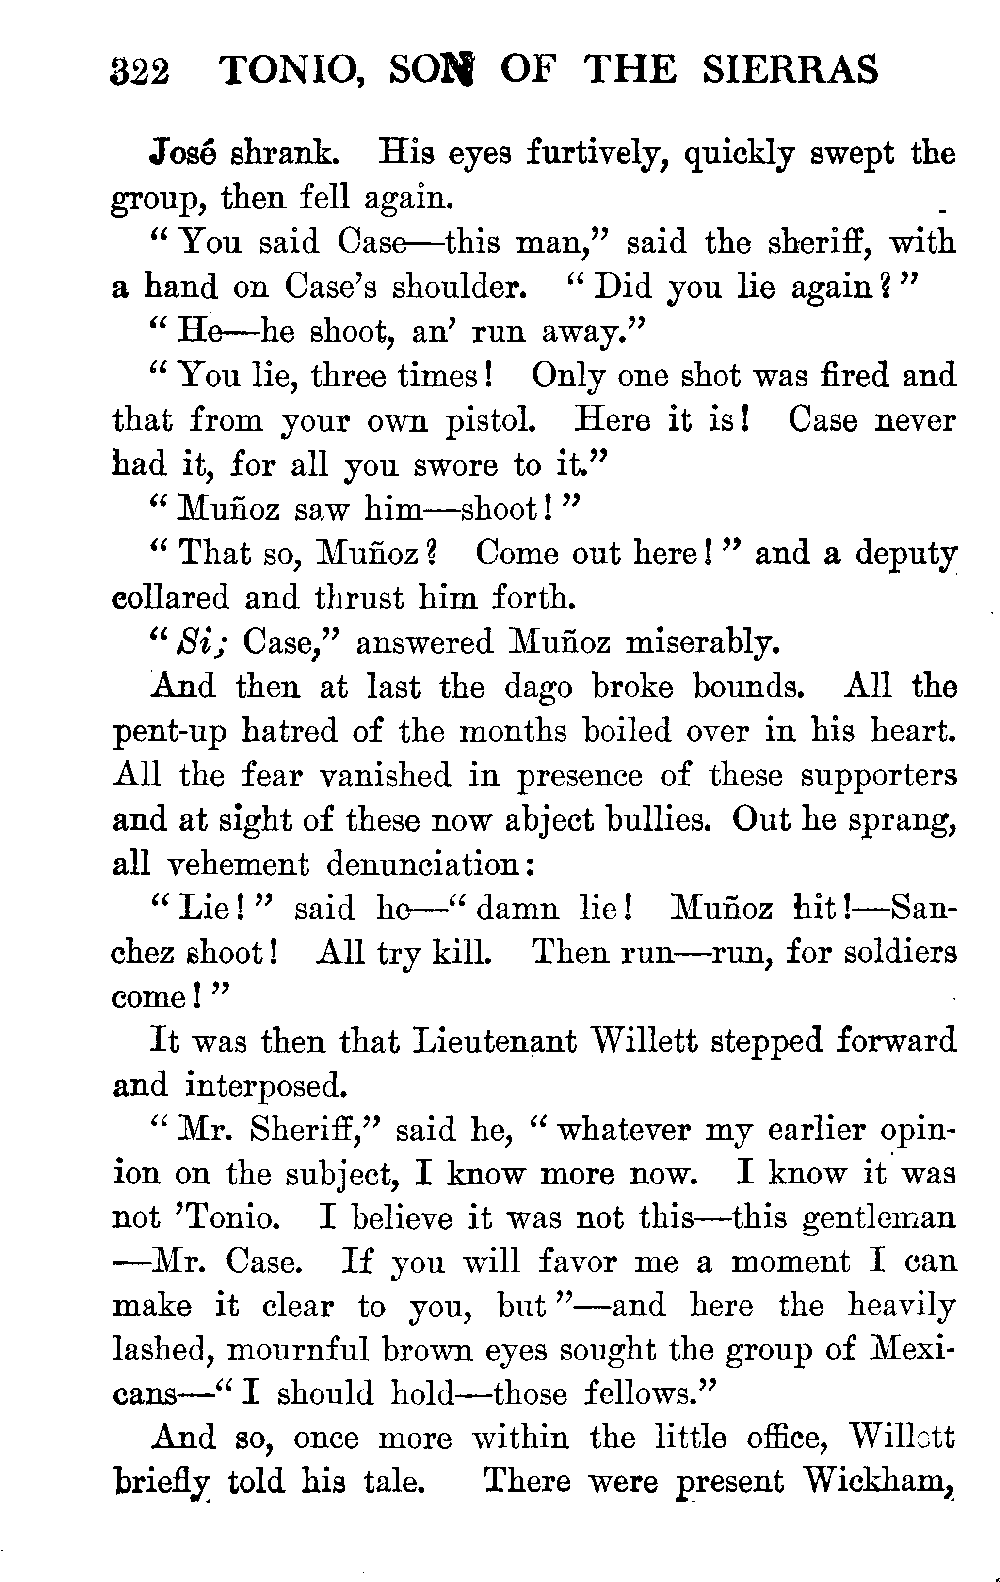 322 TONIO, SON OF THE SIERRAS
José shrank. His eyes furtively, quickly swept the
group, then fell again.
“ You said Case—this man,” said the sheriff, with
a hand on Case’s shoulder. “ Did you lie again? ”
“ He—he shoot, an’ run away.”
“ You lie, three times! Only one shot was fired and
that from your own pistol. Here it is! Case never
had it, for all you swore to it.”
“ Muñoz saw him—shoot! ”
“ That so, Muñoz? Come out here! ” and a deputy
collared and thrust him forth.
“ Si; Case,” answered Muñoz miserably.
And then at last the dago broke bounds. All the
pent-up hatred of the months boiled over in his heart.
All the fear vanished in presence of these supporters
and at sight of these now abject bullies. Out he sprang,
all vehement denunciation:
“ Lie! ” said he—“ damn lie! Muñoz hit!—San-
chez shoot! All try kill. Then run—run, for soldiers
come! ”
It was then that Lieutenant Willett stepped forward
and interposed.
“ Mr. Sheriff,” said he, “ whatever my earlier opin-
ion on the subject, I know more now. I know it was
not ’Tonio. I believe it was not this—this gentleman
—Mr. Case. If you will favor me a moment I can
make it clear to you, but ”—and here the heavily
lashed, mournful brown eyes sought the group of Mexi-
cans—“ I should hold—those fellows.”
And so, once more within the little office, Willett
briefly told his tale. There were present Wickham,